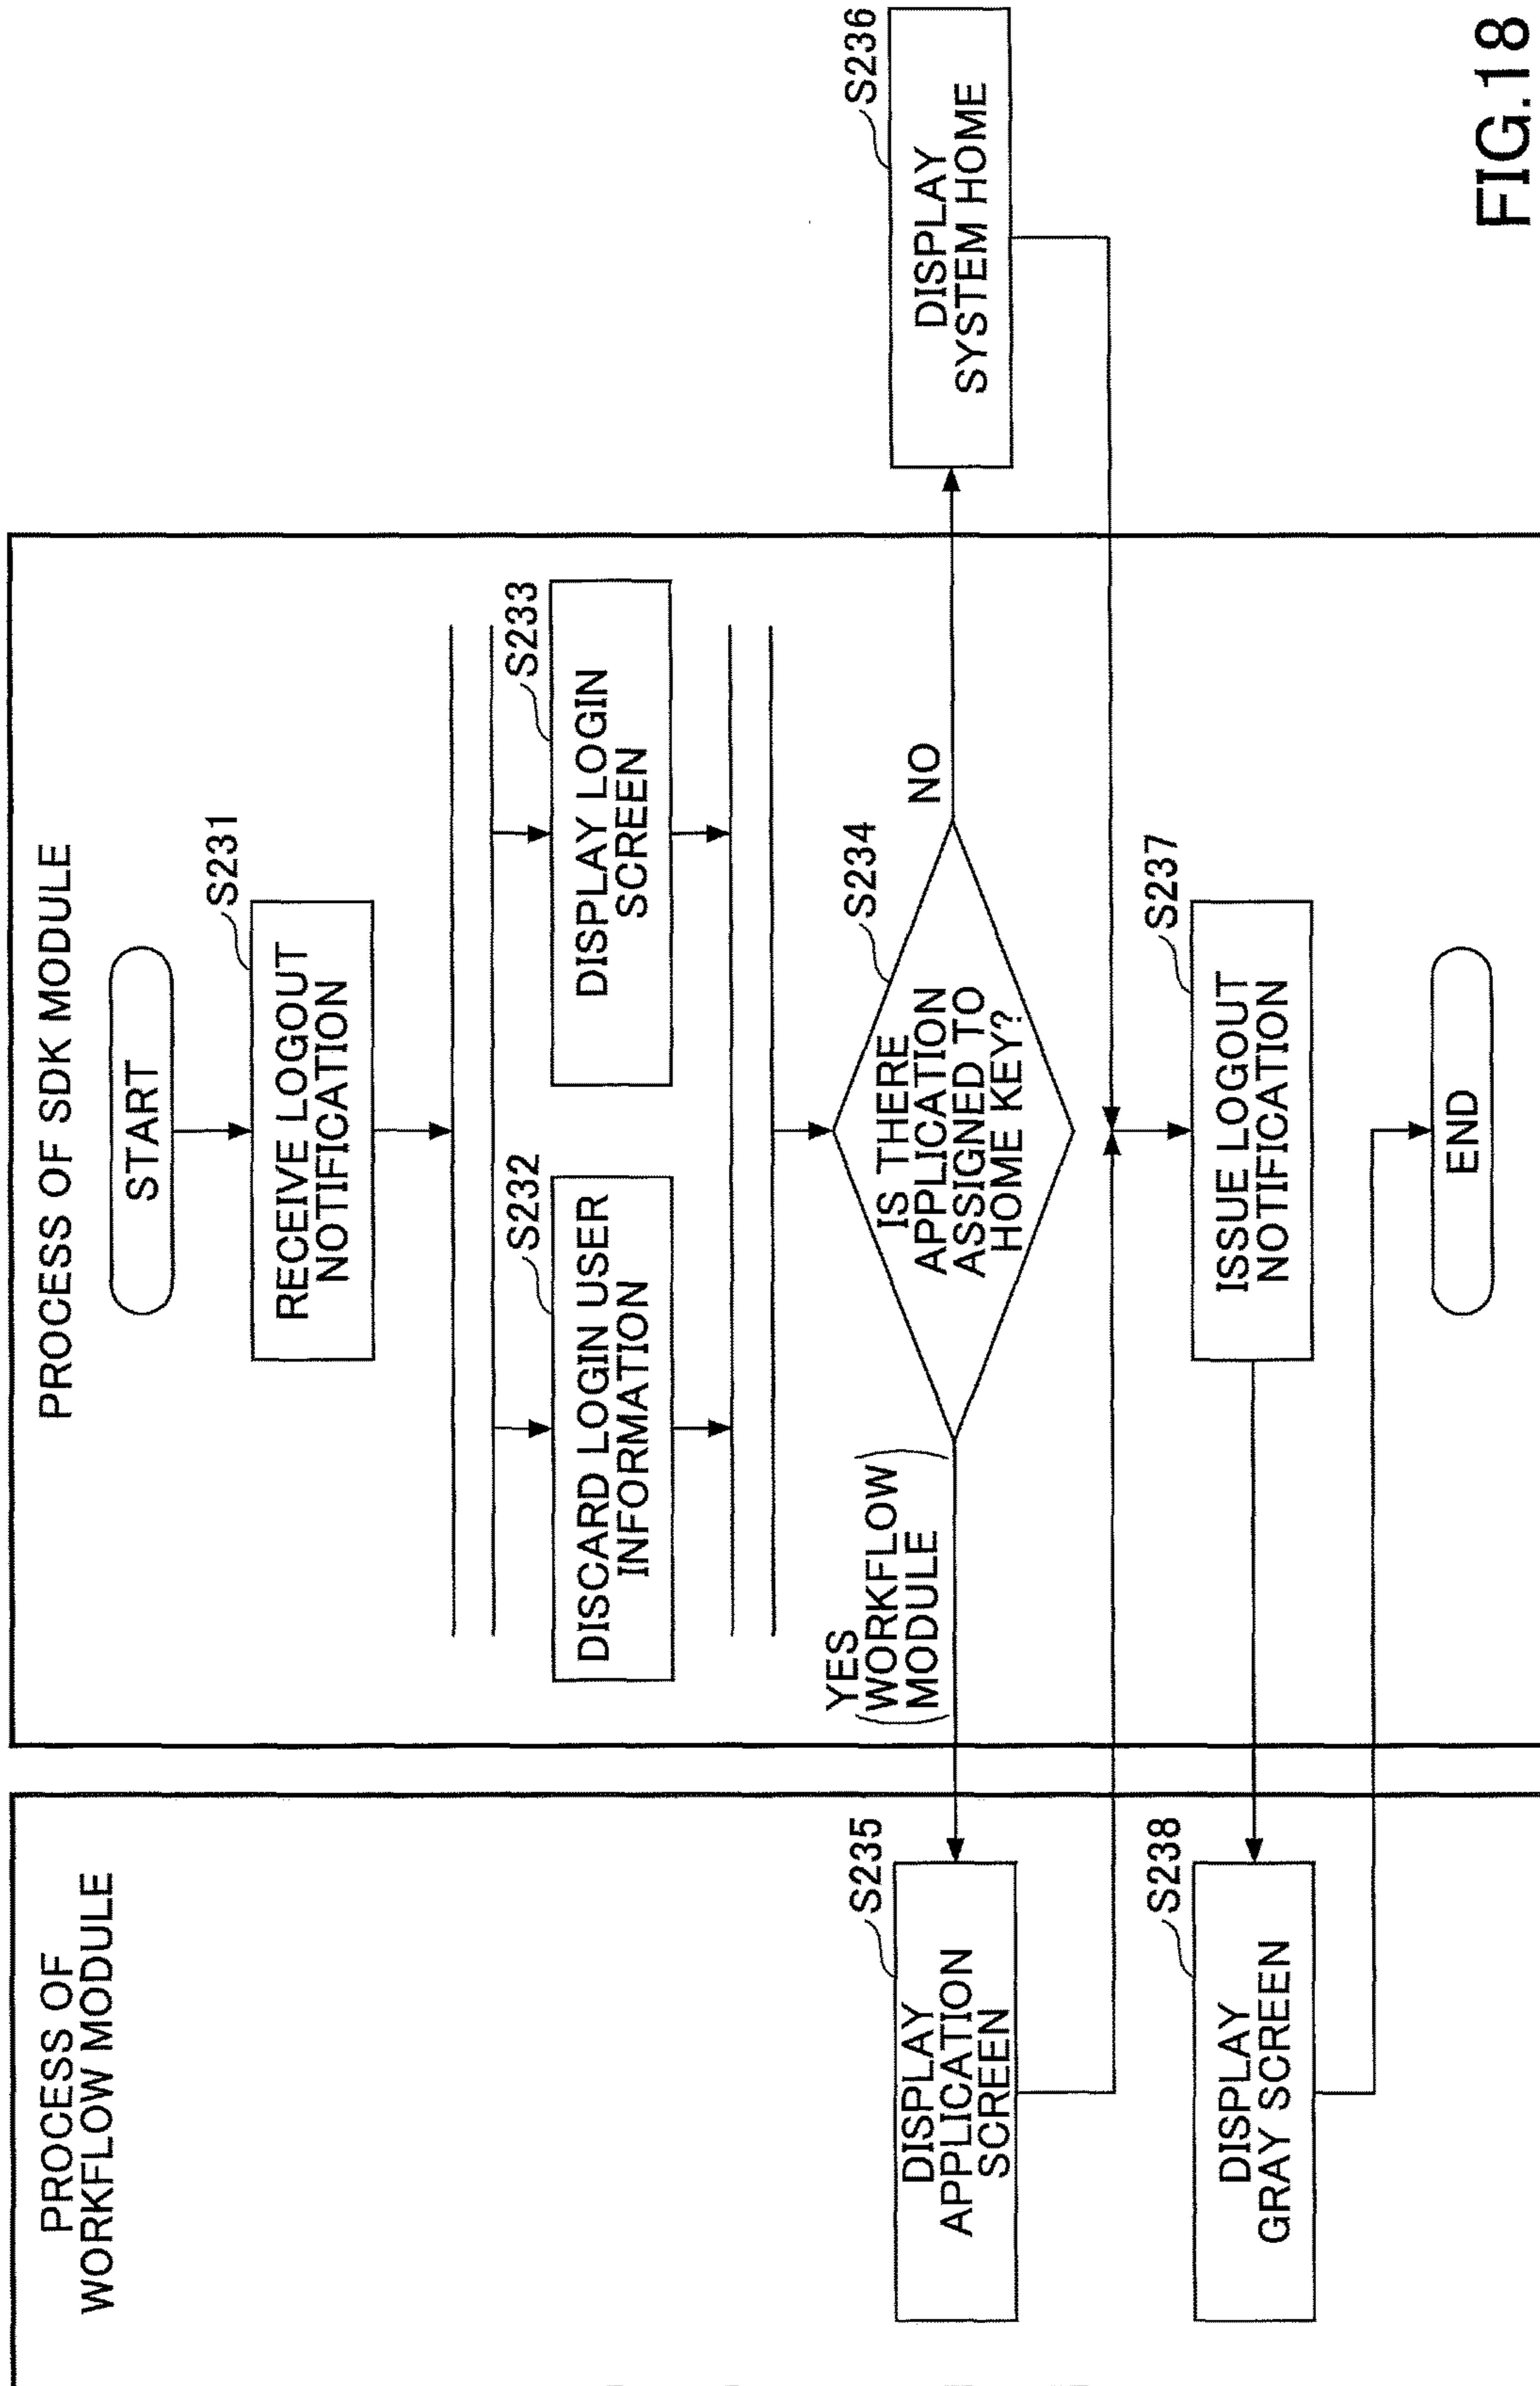 PROCESS OF
WORKFLOW MODULE
PROCESS OF SDK MODULE
START
S231
RECEIVE LOGOUT
NOTIFICATION
S232
DISCARD LOGIN USER
INFORMATION
S233
DISPLAY LOGIN
SCREEN
S234
IS THERE
APPLICATION
ASSIGNED TO
HOME KEY?
YES
(WORKFLOW
MODULE)
NO
S235
DISPLAY
APPLICATION
SCREEN
S236
DISPLAY
SYSTEM HOME
S237
ISSUE LOGOUT
NOTIFICATION
S238
DISPLAY
GRAY SCREEN
END
FIG.18